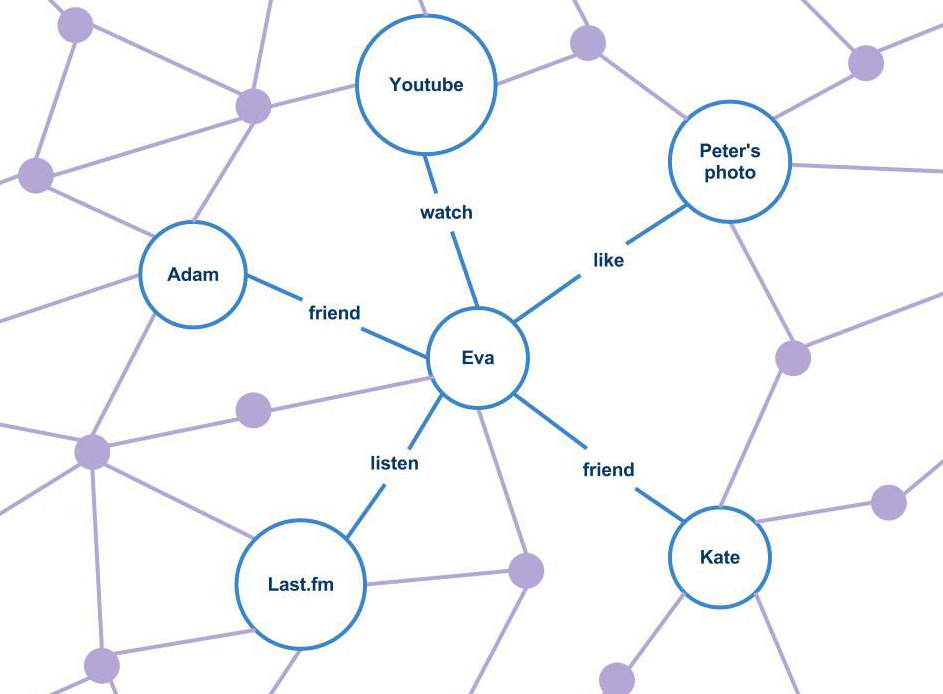 Youtube
Peter's
photo
watch
like
Adam
friend
Eva
listen
friend
Kate
Last.fm